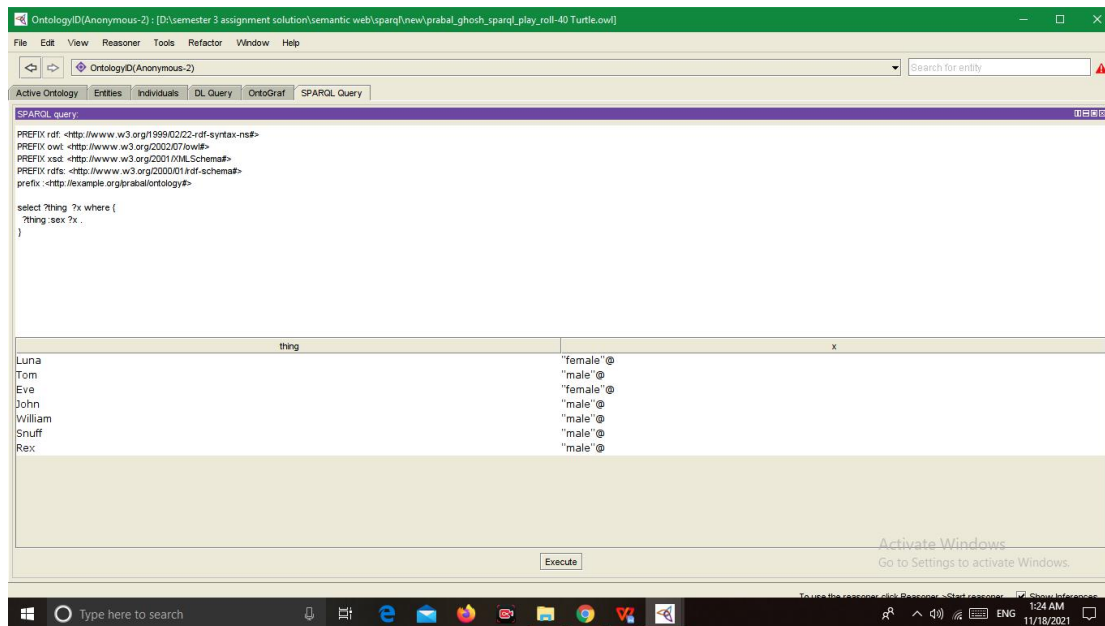 OntologyID(Anonymous-2) : [D:\semester 3 assignment solution\semantic web\sparql\new\prabal_ghosh_sparql_play_roll-40 Turtle.owl]
File Edit View Reasoner Tools Refactor Window Help
OntologyID(Anonymous-2) Search for entity
Active Ontology Entities Individuals DL Query OntoGraf SPARQL Query
SPARQL query:
PREFIX rdf: <http://www.w3.org/1999/02/22-rdf-syntax-ns#>
PREFIX owl: <http://www.w3.org/2002/07/owl#>
PREFIX xsd: <http://www.w3.org/2001/XMLSchema#>
PREFIX rdfs: <http://www.w3.org/2000/01/rdf-schema#>
prefix :<http://example.org/prabal/ontology#>
select ?thing ?x where {
?thing :sex ?x .
}
thing x
Luna "female"@
Tom "male"@
Eve "female"@
John "male"@
William "male"@
Snuff "male"@
Rex "male"@
Activate Windows
Execute Go to Settings to activate Windows.
To use the reasoner click Reasoner->Start reasoner Show Inferences
Type here to search ENG 1:24 AM
11/18/2021